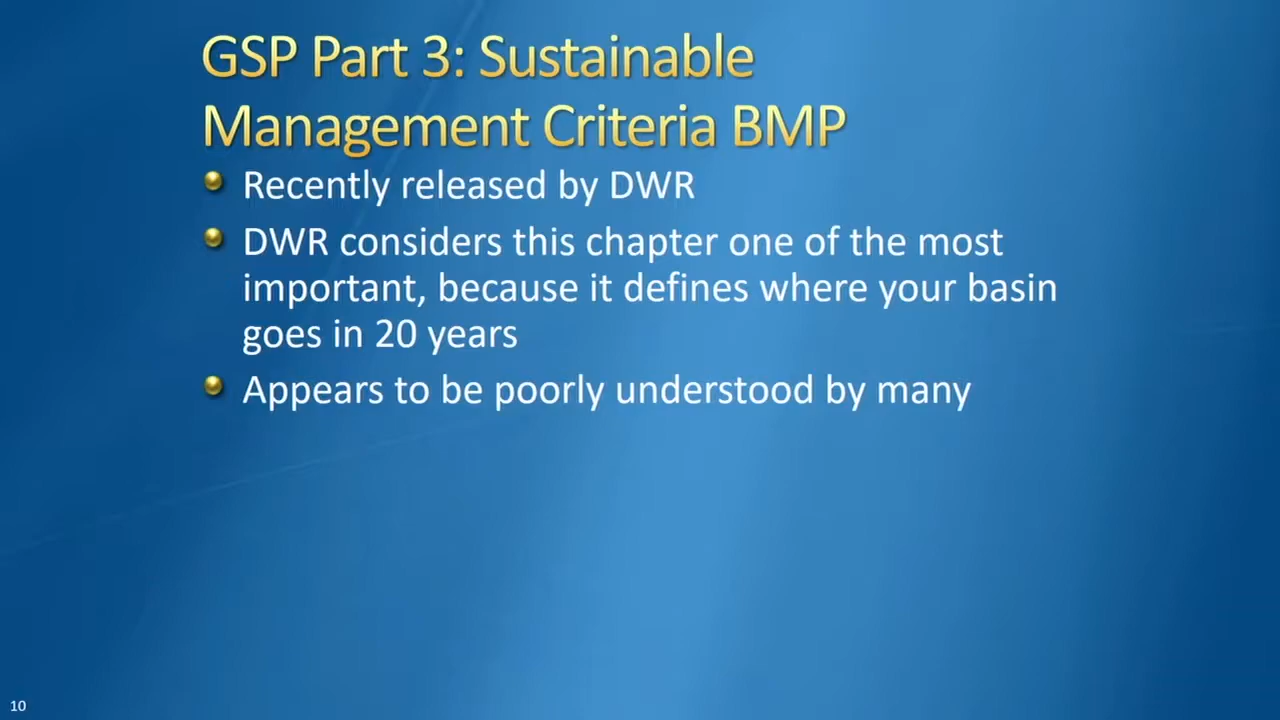 GSP Part 3: Sustainable
Management Criteria BMP
Recently released by DWR
DWR considers this chapter one of the most
important, because it defines where your basin
goes in 20 years
Appears to be poorly understood by many
10